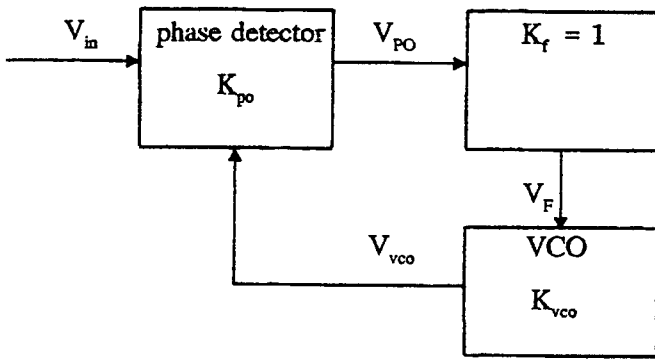 V_in
phase detector
K_po
V_PO
K_f = 1
V_F
VCO
K_vco
V_vco